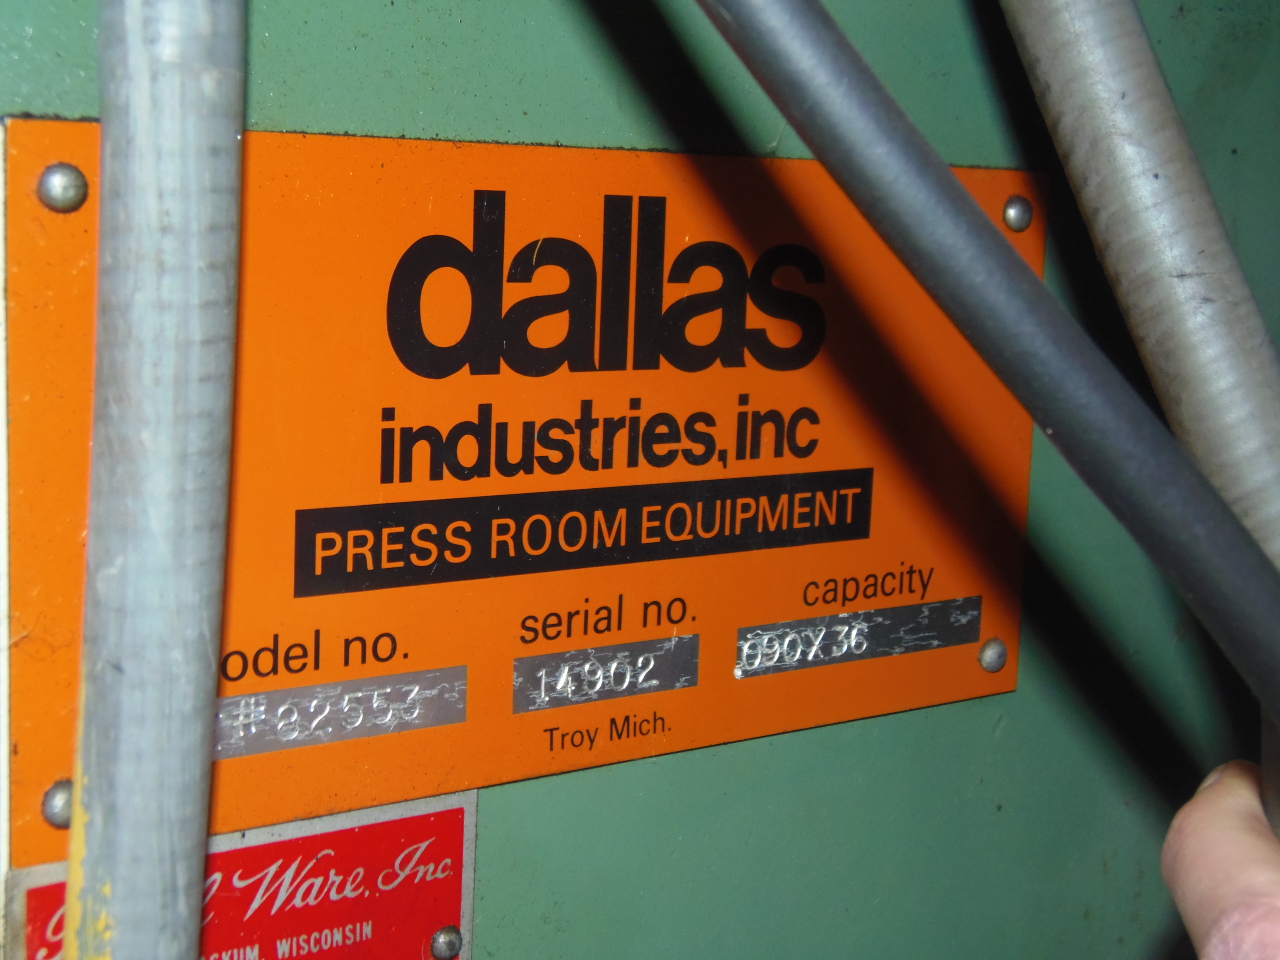 dallas
industries, inc
PRESS ROOM EQUIPMENT
odel no. serial no. capacity
#82553 14902 090X36
Troy Mich.
Ware, Inc.
SKUM, WISCONSIN